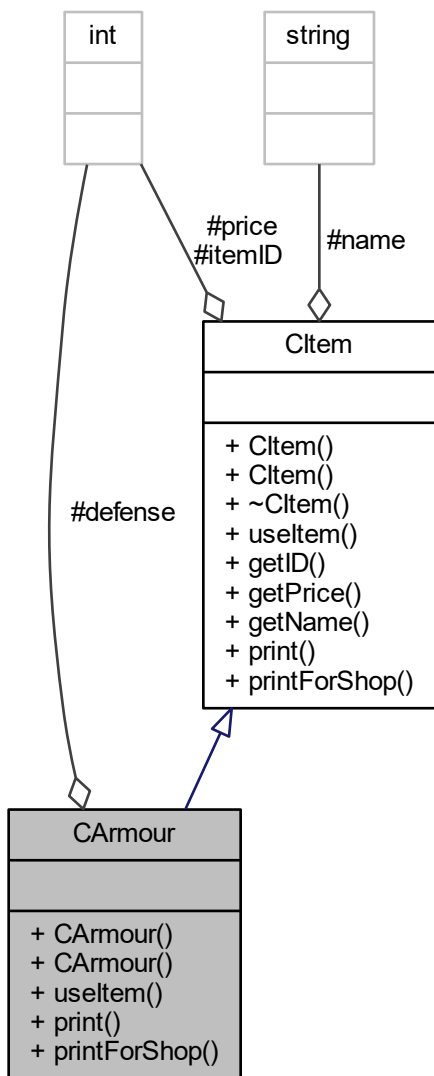 int
string
#price
#itemID
#name
CItem
+ CItem()
+ CItem()
+ ~CItem()
+ useItem()
+ getID()
+ getPrice()
+ getName()
+ print()
+ printForShop()
#defense
CArmour
+ CArmour()
+ CArmour()
+ useItem()
+ print()
+ printForShop()